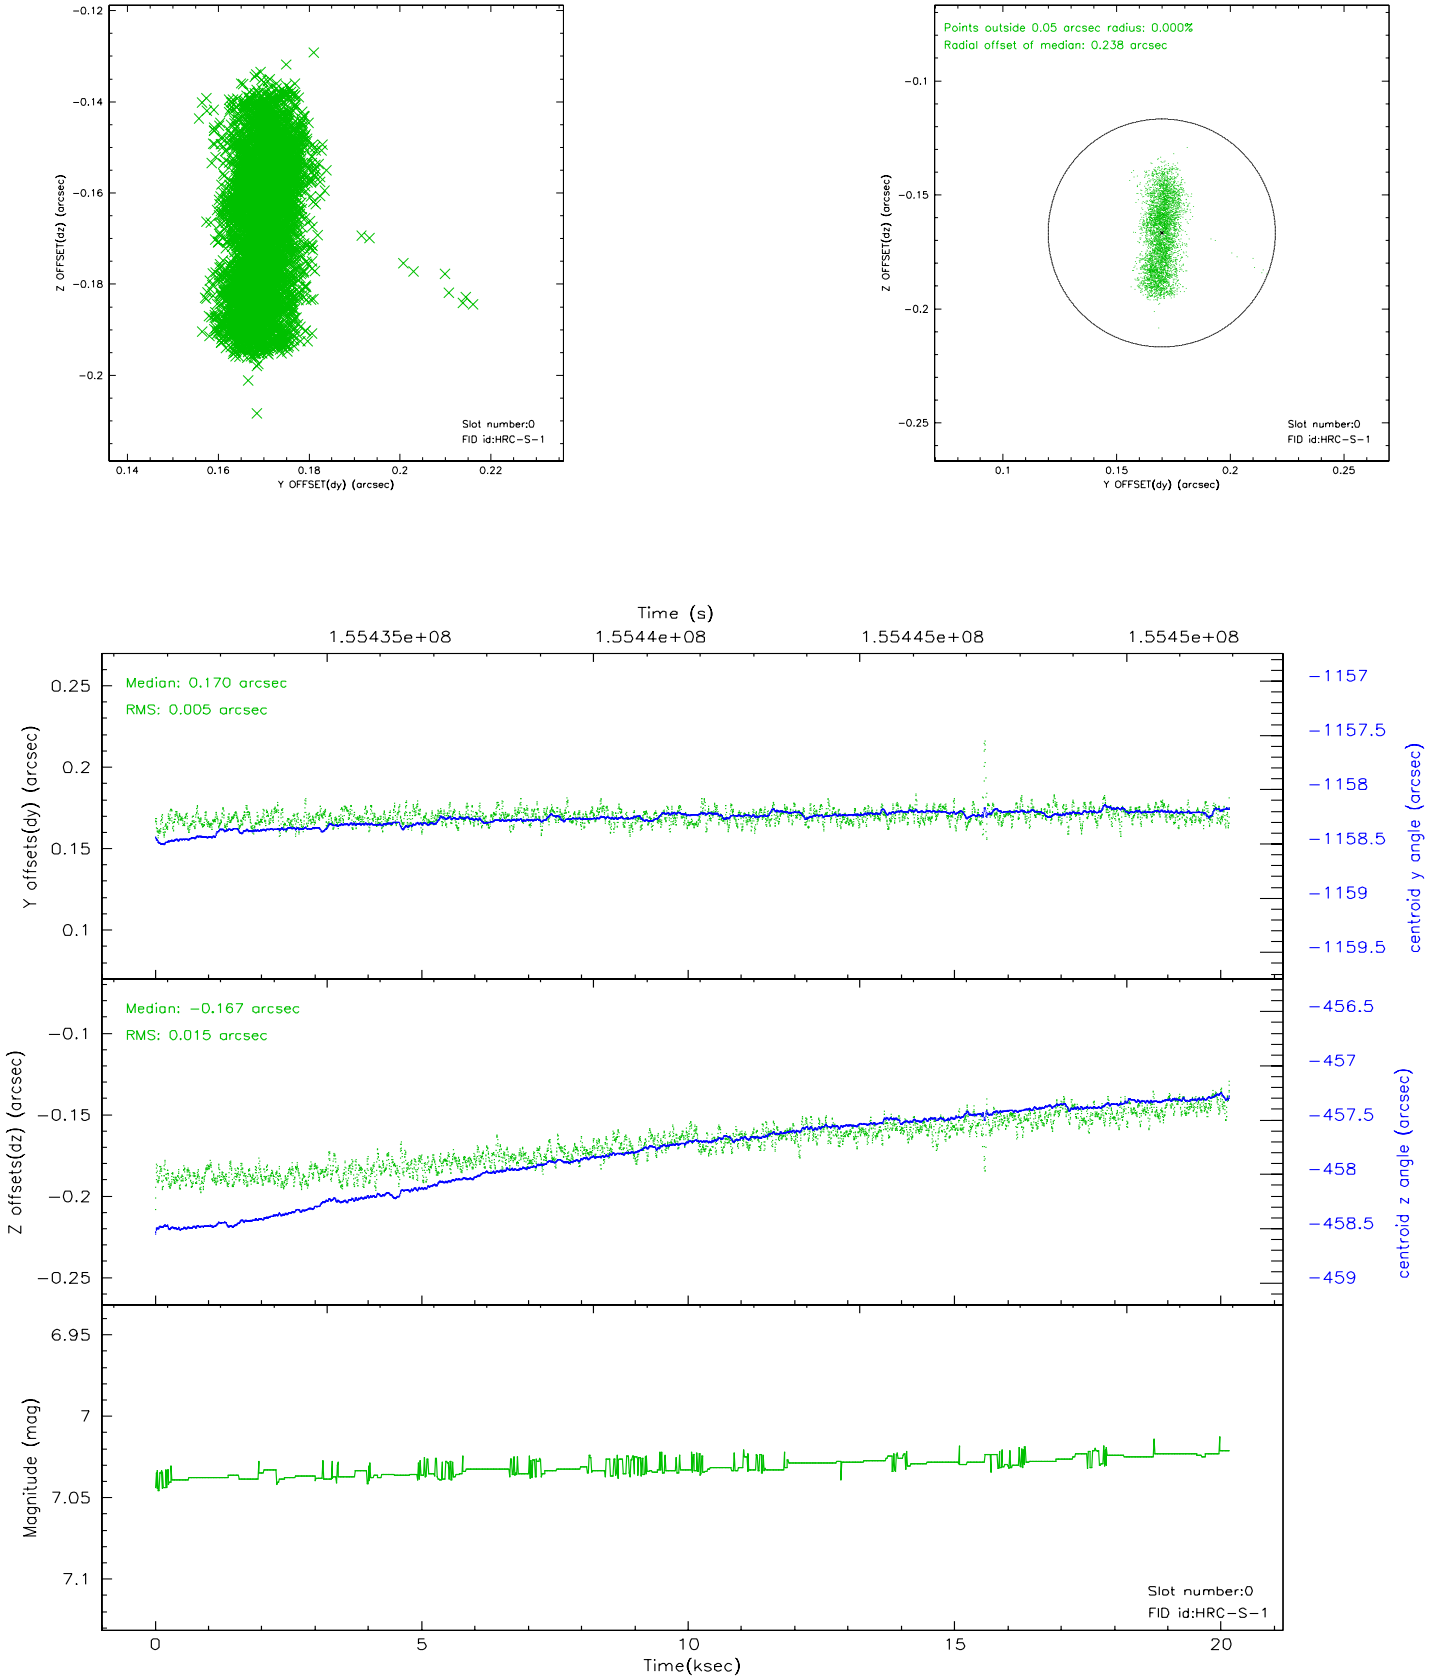 -0.12
-0.14
-0.16
-0.18
-0.2
Z OFFSET(dz) (arcsec)
Slot number:0
FID id:HRC-S-1
0.14 0.16 0.18 0.2 0.22
Y OFFSET(dy) (arcsec)
Points outside 0.05 arcsec radius: 0.000%
Radial offset of median: 0.238 arcsec
-0.1
-0.15
-0.2
-0.25
Z OFFSET(dz) (arcsec)
Slot number:0
FID id:HRC-S-1
0.1 0.15 0.2 0.25
Y OFFSET(dy) (arcsec)
Time (s)
1.55435e+08 1.5544e+08 1.55445e+08 1.5545e+08
Median: 0.170 arcsec
RMS: 0.005 arcsec
0.25
0.2
0.15
0.1
Y offsets(dy) (arcsec)
-1157
-1157.5
-1158
-1158.5
-1159
-1159.5
centroid y angle (arcsec)
Median: -0.167 arcsec
RMS: 0.015 arcsec
-0.1
-0.15
-0.2
-0.25
Z offsets(dz) (arcsec)
-456.5
-457
-457.5
-458
-458.5
-459
centroid z angle (arcsec)
6.95
7
7.05
7.1
Magnitude (mag)
Slot number:0
FID id:HRC-S-1
0 5 10 15 20
Time(ksec)